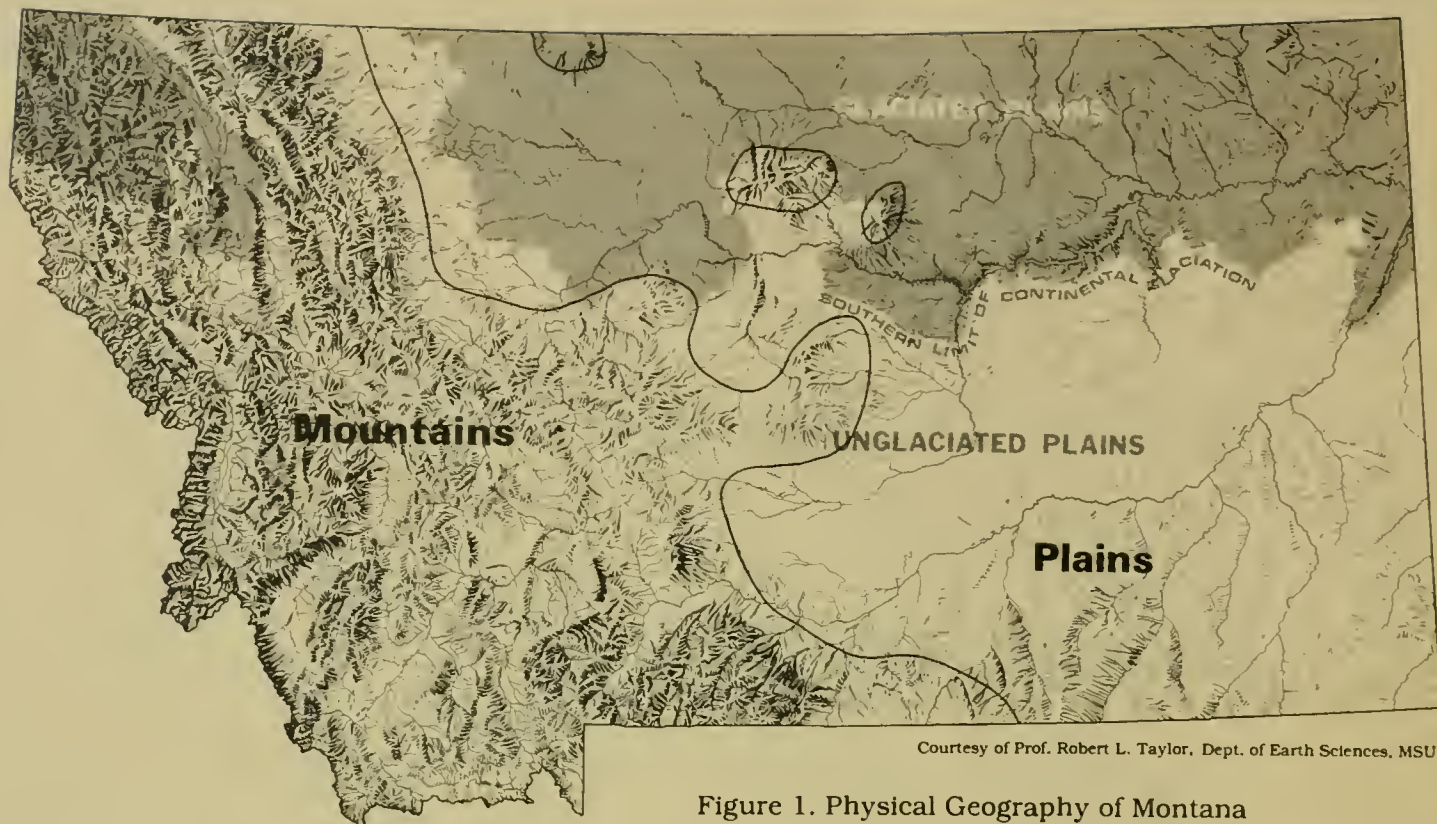 GLACIATED PLAINS
SOUTHERN LIMIT OF CONTINENTAL GLACIATION
Mountains
UNGLACIATED PLAINS
Plains
Courtesy of Prof. Robert L. Taylor, Dept. of Earth Sciences, MSU
Figure 1. Physical Geography of Montana